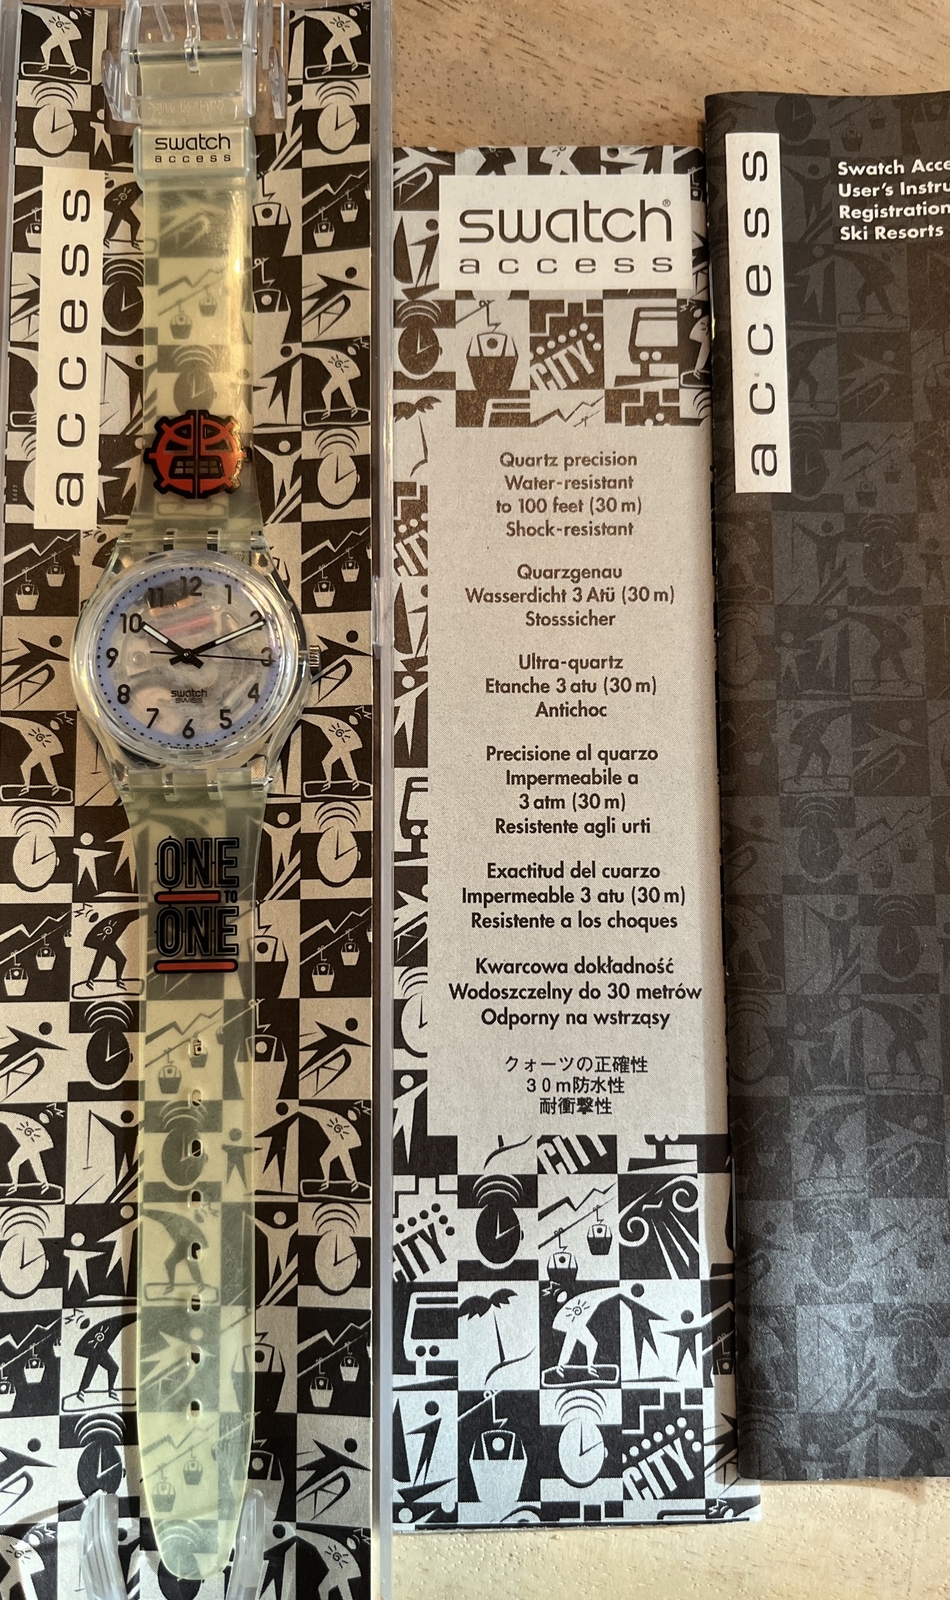 swatch
access
access
12
1
2
3
4
5
6
7
8
9
10
11
swatch
SWISS
ONE
TO
ONE
swatch®
access
CITY
Quartz precision
Water-resistant
to 100 feet (30 m)
Shock-resistant
Quarzgenau
Wasserdicht 3 Atü (30 m)
Stosssicher
Ultra-quartz
Etanche 3 atu (30 m)
Antichoc
Precisione al quarzo
Impermeabile a
3 atm (30 m)
Resistente agli urti
Exactitud del cuarzo
Impermeable 3 atu (30 m)
Resistente a los choques
Kwarcowa dokładność
Wodoszczelny do 30 metrów
Odporny na wstrząsy
クォーツの正確性
30m防水性
耐衝撃性
CITY
CITY
CITY
access
Swatch Acce
User's Instru
Registration
Ski Resorts